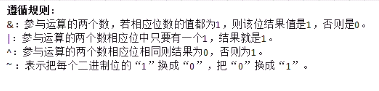 遵循规则:
&: 参与运算的两个数，若相应位数的值都为1，则该位结果值是1，否则是0。
|: 参与运算的两个数相应位中只要有一个1，结果就是1。
^: 参与运算的两个数相应位相同则结果为0，否则为1。
~: 表示把每个二进制位的“1”换成“0”，把“0”换成“1”。